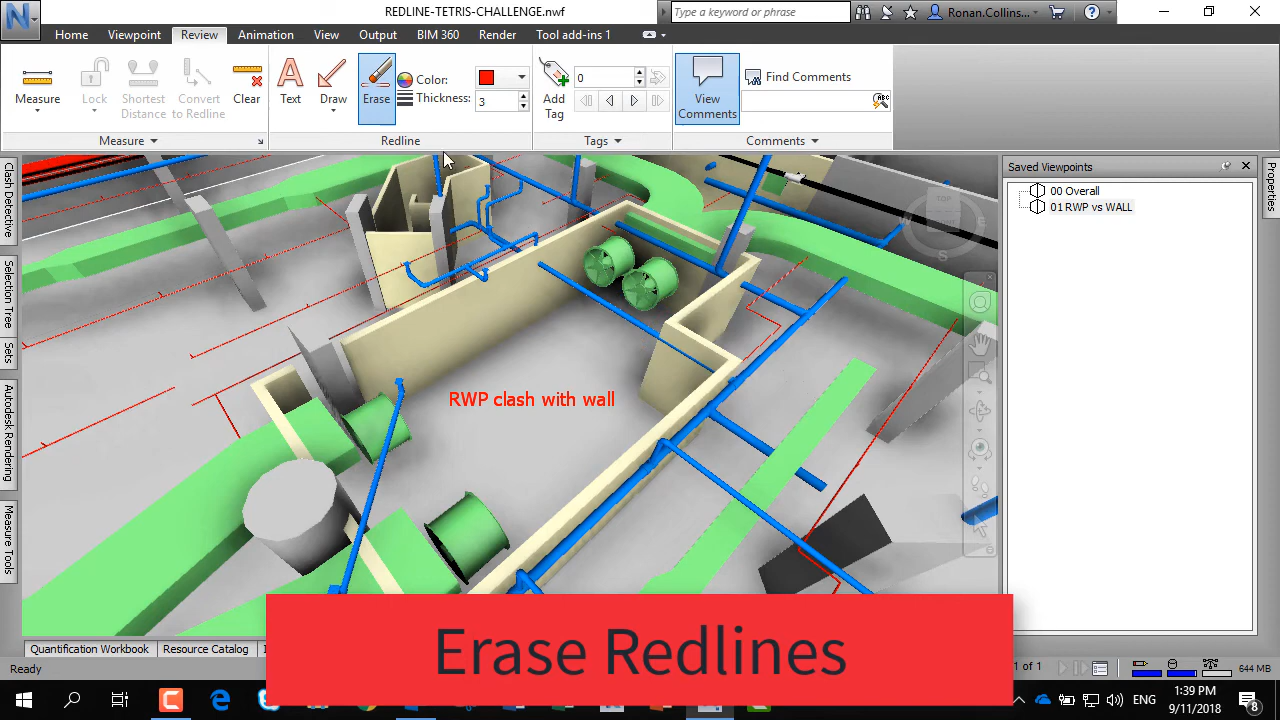 REDLINE-TETRIS-CHALLENGE.nwf
Type a keyword or phrase
Ronan.Collins...
Home Viewpoint Review Animation View Output BIM 360 Render Tool add-ins 1
Measure
Lock
Shortest
Distance
Convert
to Redline
Clear
Measure
Text
Draw
Erase
Color:
Thickness: 3
Redline
Add
Tag
0
Tags
View
Comments
Find Comments
ABC
Comments
Clash Detective
Selection Tree
Sets
Autodesk Rendering
Measure Tools
TOP
W
E
S
RWP clash with wall
Saved Viewpoints
00 Overall
01 RWP vs WALL
Properties
Erase Redlines
Quantification Workbook Resource Catalog
Ready
1 of 1
644 MB
ENG
1:39 PM
9/11/2018
8